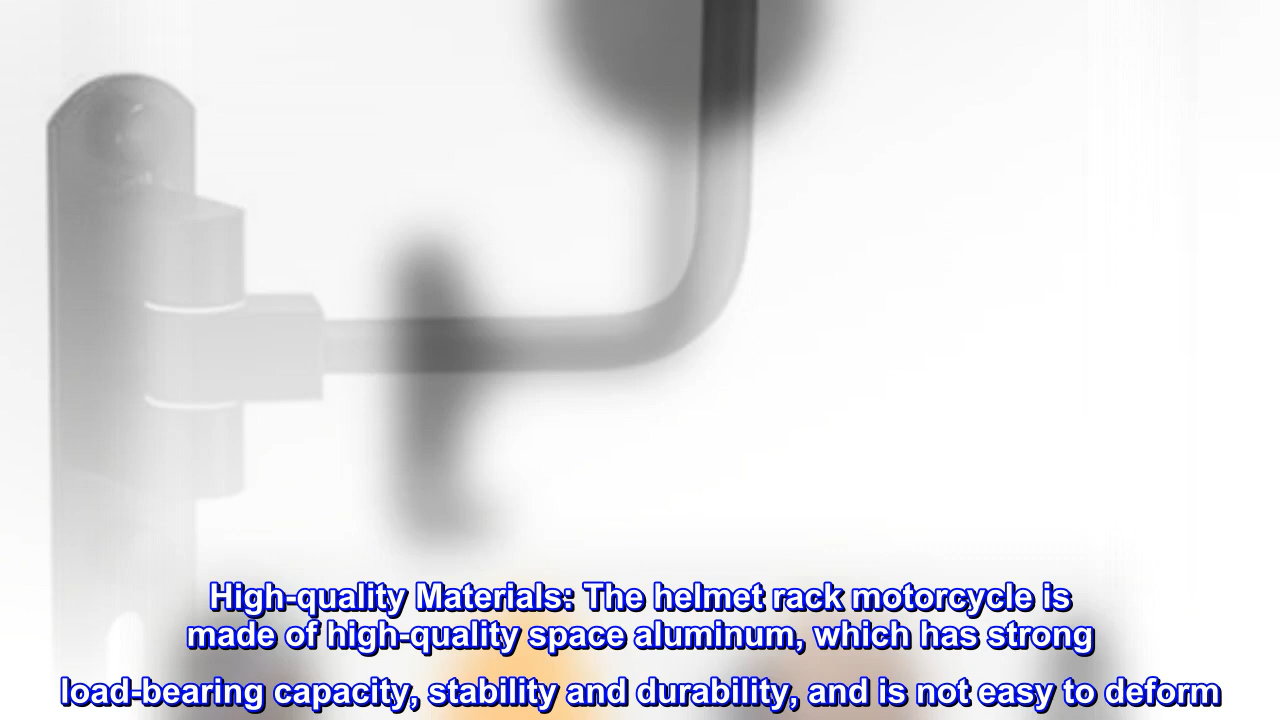 High-quality Materials: The helmet rack motorcycle is
made of high-quality space aluminum, which has strong
load-bearing capacity, stability and durability, and is not easy to deform